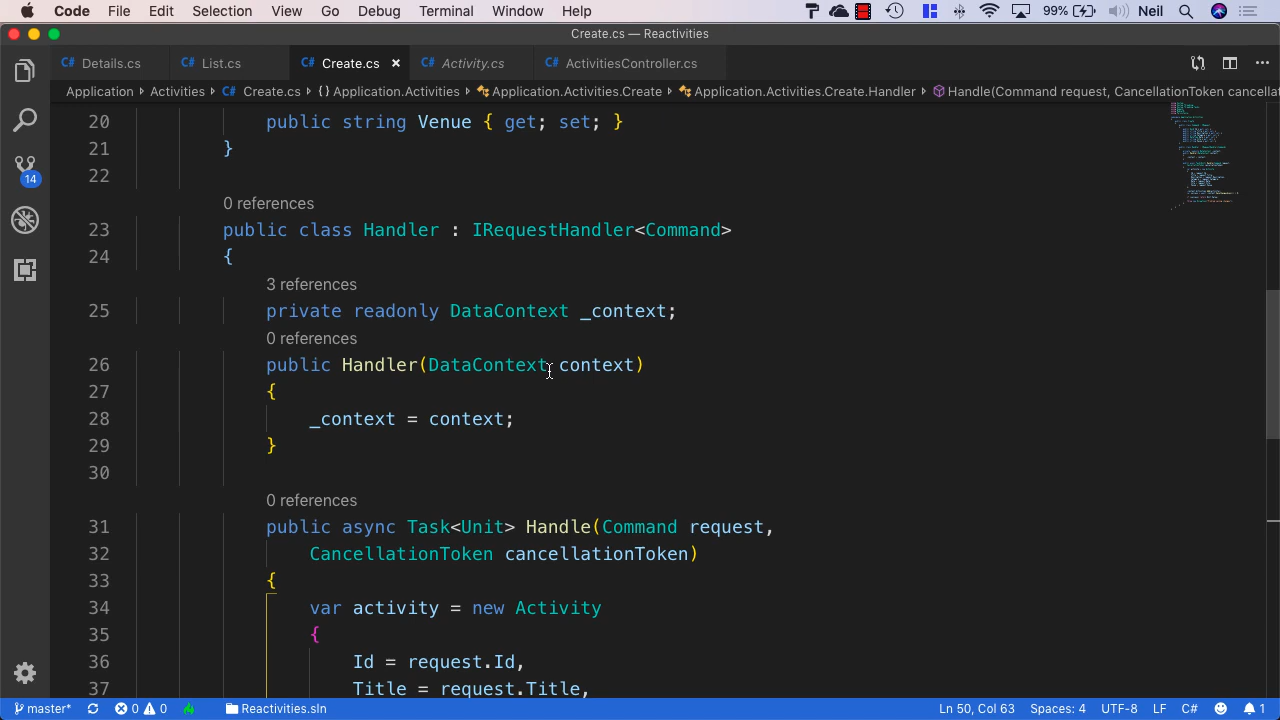 Code File Edit Selection View Go Debug Terminal Window Help 99% Neil
Create.cs — Reactivities
C# Details.cs C# List.cs C# Create.cs × C# Activity.cs C# ActivitiesController.cs
Application › Activities › C# Create.cs › { } Application.Activities › Application.Activities.Create › Application.Activities.Create.Handler › Handle(Command request, CancellationToken cancellat
20 public string Venue { get; set; }
21 }
22
0 references
23 public class Handler : IRequestHandler<Command>
24 {
3 references
25 private readonly DataContext _context;
0 references
26 public Handler(DataContext context)
27 {
28 _context = context;
29 }
30
0 references
31 public async Task<Unit> Handle(Command request,
32 CancellationToken cancellationToken)
33 {
34 var activity = new Activity
35 {
36 Id = request.Id,
37 Title = request.Title,
14
master* 0 0 Reactivities.sln Ln 50, Col 63 Spaces: 4 UTF-8 LF C# 1